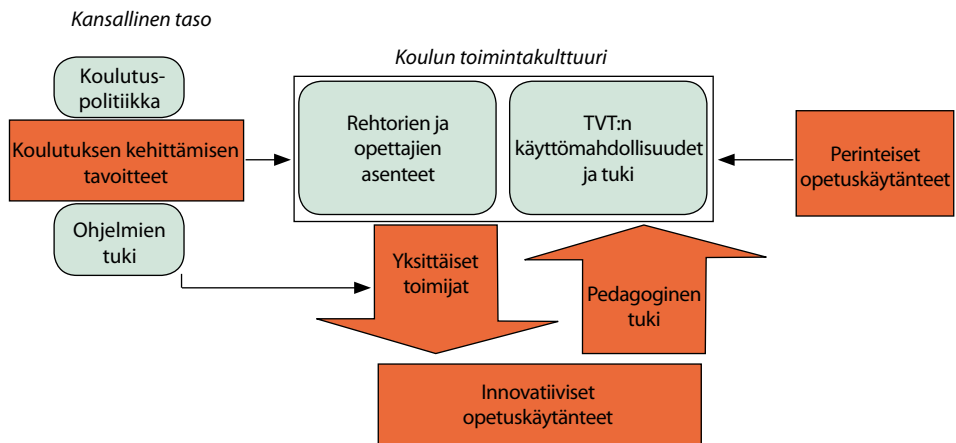 Kansallinen taso
Koulutus-
politiikka
Koulutuksen kehittämisen
tavoitteet
Ohjelmien
tuki
Koulun toimintakulttuuri
Rehtorien ja
opettajien
asenteet
TVT:n
käyttömahdollisuudet
ja tuki
Perinteiset
opetuskäytänteet
Yksittäiset
toimijat
Pedagoginen
tuki
Innovatiiviset
opetuskäytänteet